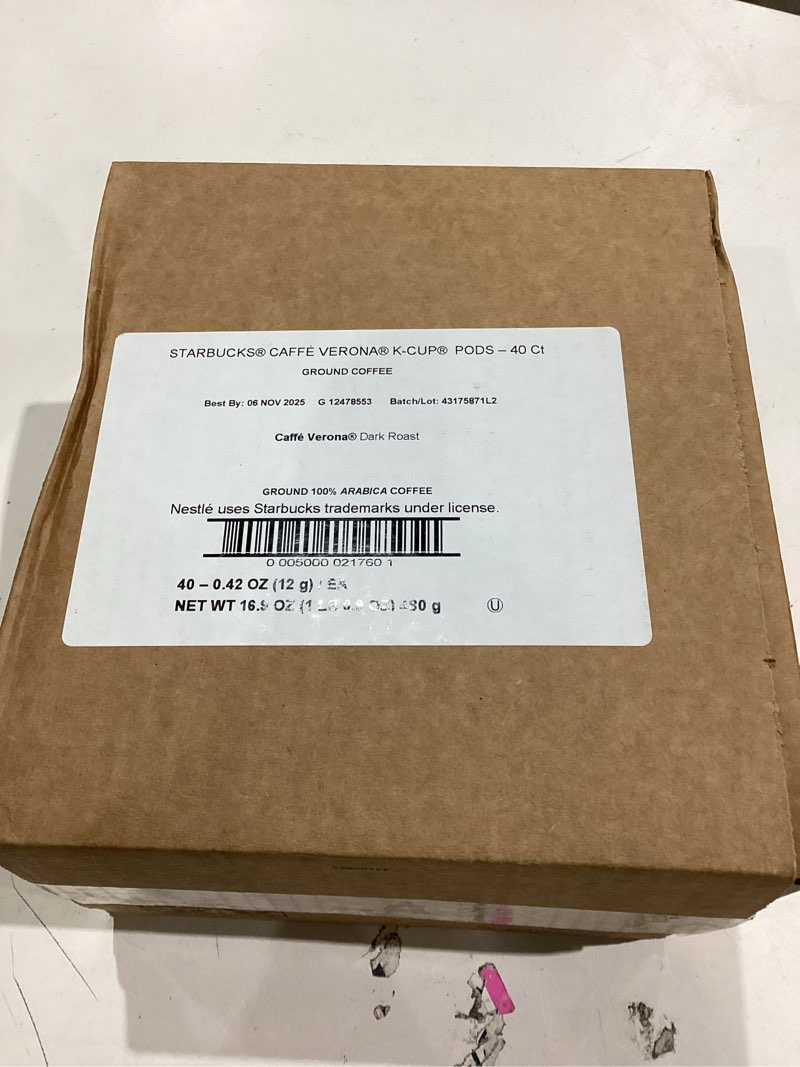 STARBUCKS® CAFFÉ VERONA® K-CUP® PODS – 40 Ct
GROUND COFFEE
Best By: 06 NOV 2025 G 12478553 Batch/Lot: 43175871L2
Caffé Verona® Dark Roast
GROUND 100% ARABICA COFFEE
Nestlé uses Starbucks trademarks under license.
0 005000 021760 1
40 – 0.42 OZ (12 g) / EA
NET WT 16.9 OZ (1 g
U